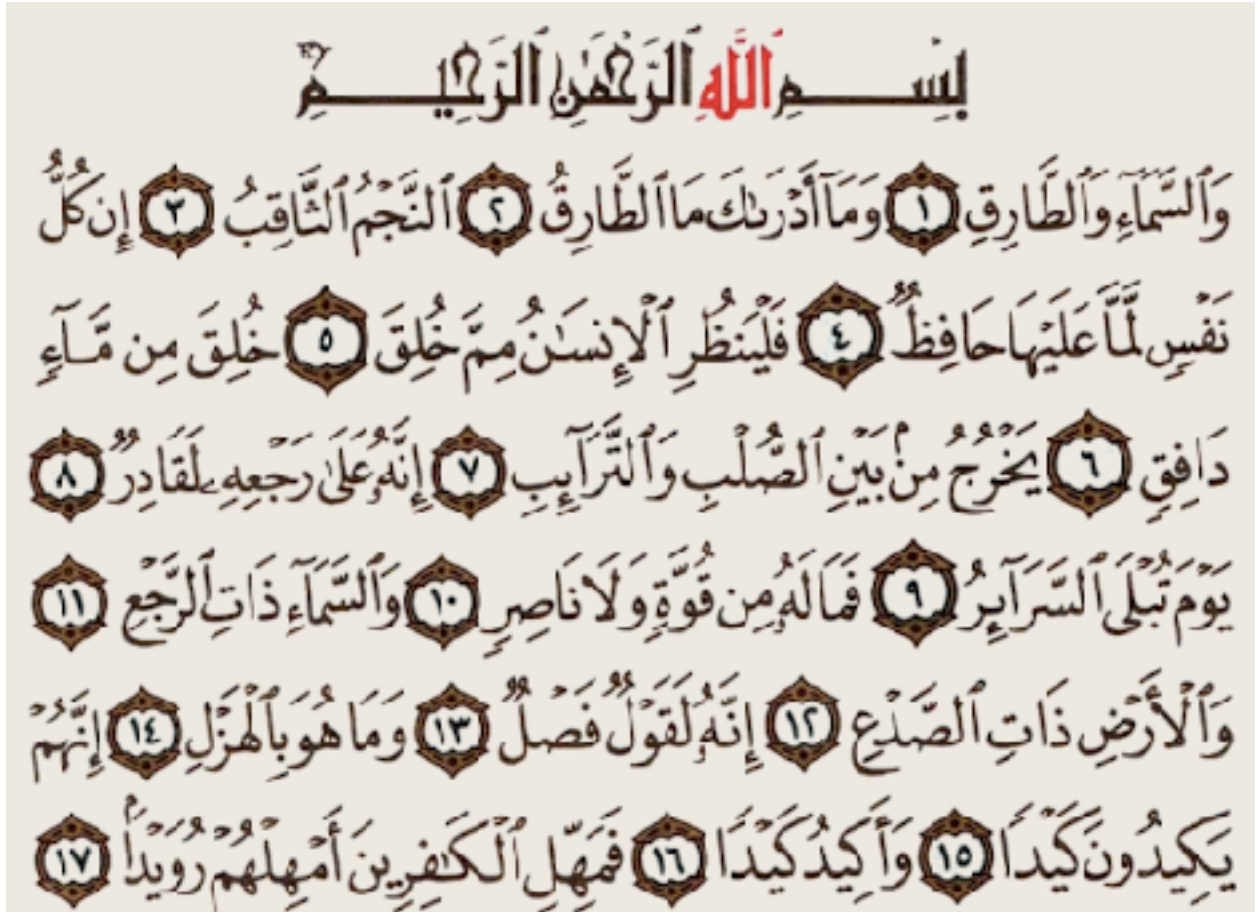 بِسْمِ ٱللَّهِ ٱلرَّحْمَٰنِ ٱلرَّحِيمِ
وَٱلسَّمَآءِ وَٱلطَّارِقِ ١ وَمَآ أَدْرَىٰكَ مَا ٱلطَّارِقُ ٢ ٱلنَّجْمُ ٱلثَّاقِبُ ٣ إِن كُلُّ
نَفْسٍ لَّمَّا عَلَيْهَا حَافِظٌ ٤ فَلْيَنظُرِ ٱلْإِنسَٰنُ مِمَّ خُلِقَ ٥ خُلِقَ مِن مَّآءٍ
دَافِقٍ ٦ يَخْرُجُ مِنۢ بَيْنِ ٱلصُّلْبِ وَٱلتَّرَآئِبِ ٧ إِنَّهُۥ عَلَىٰ رَجْعِهِۦ لَقَادِرٌ ٨
يَوْمَ تُبْلَى ٱلسَّرَآئِرُ ٩ فَمَا لَهُۥ مِن قُوَّةٍ وَلَا نَاصِرٍ ١٠ وَٱلسَّمَآءِ ذَاتِ ٱلرَّجْعِ ١١
وَٱلْأَرْضِ ذَاتِ ٱلصَّدْعِ ١٢ إِنَّهُۥ لَقَوْلٌ فَصْلٌ ١٣ وَمَا هُوَ بِٱلْهَزْلِ ١٤ إِنَّهُمْ
يَكِيدُونَ كَيْدًا ١٥ وَأَكِيدُ كَيْدًا ١٦ فَمَهِّلِ ٱلْكَٰفِرِينَ أَمْهِلْهُمْ رُوَيْدًۢا ١٧